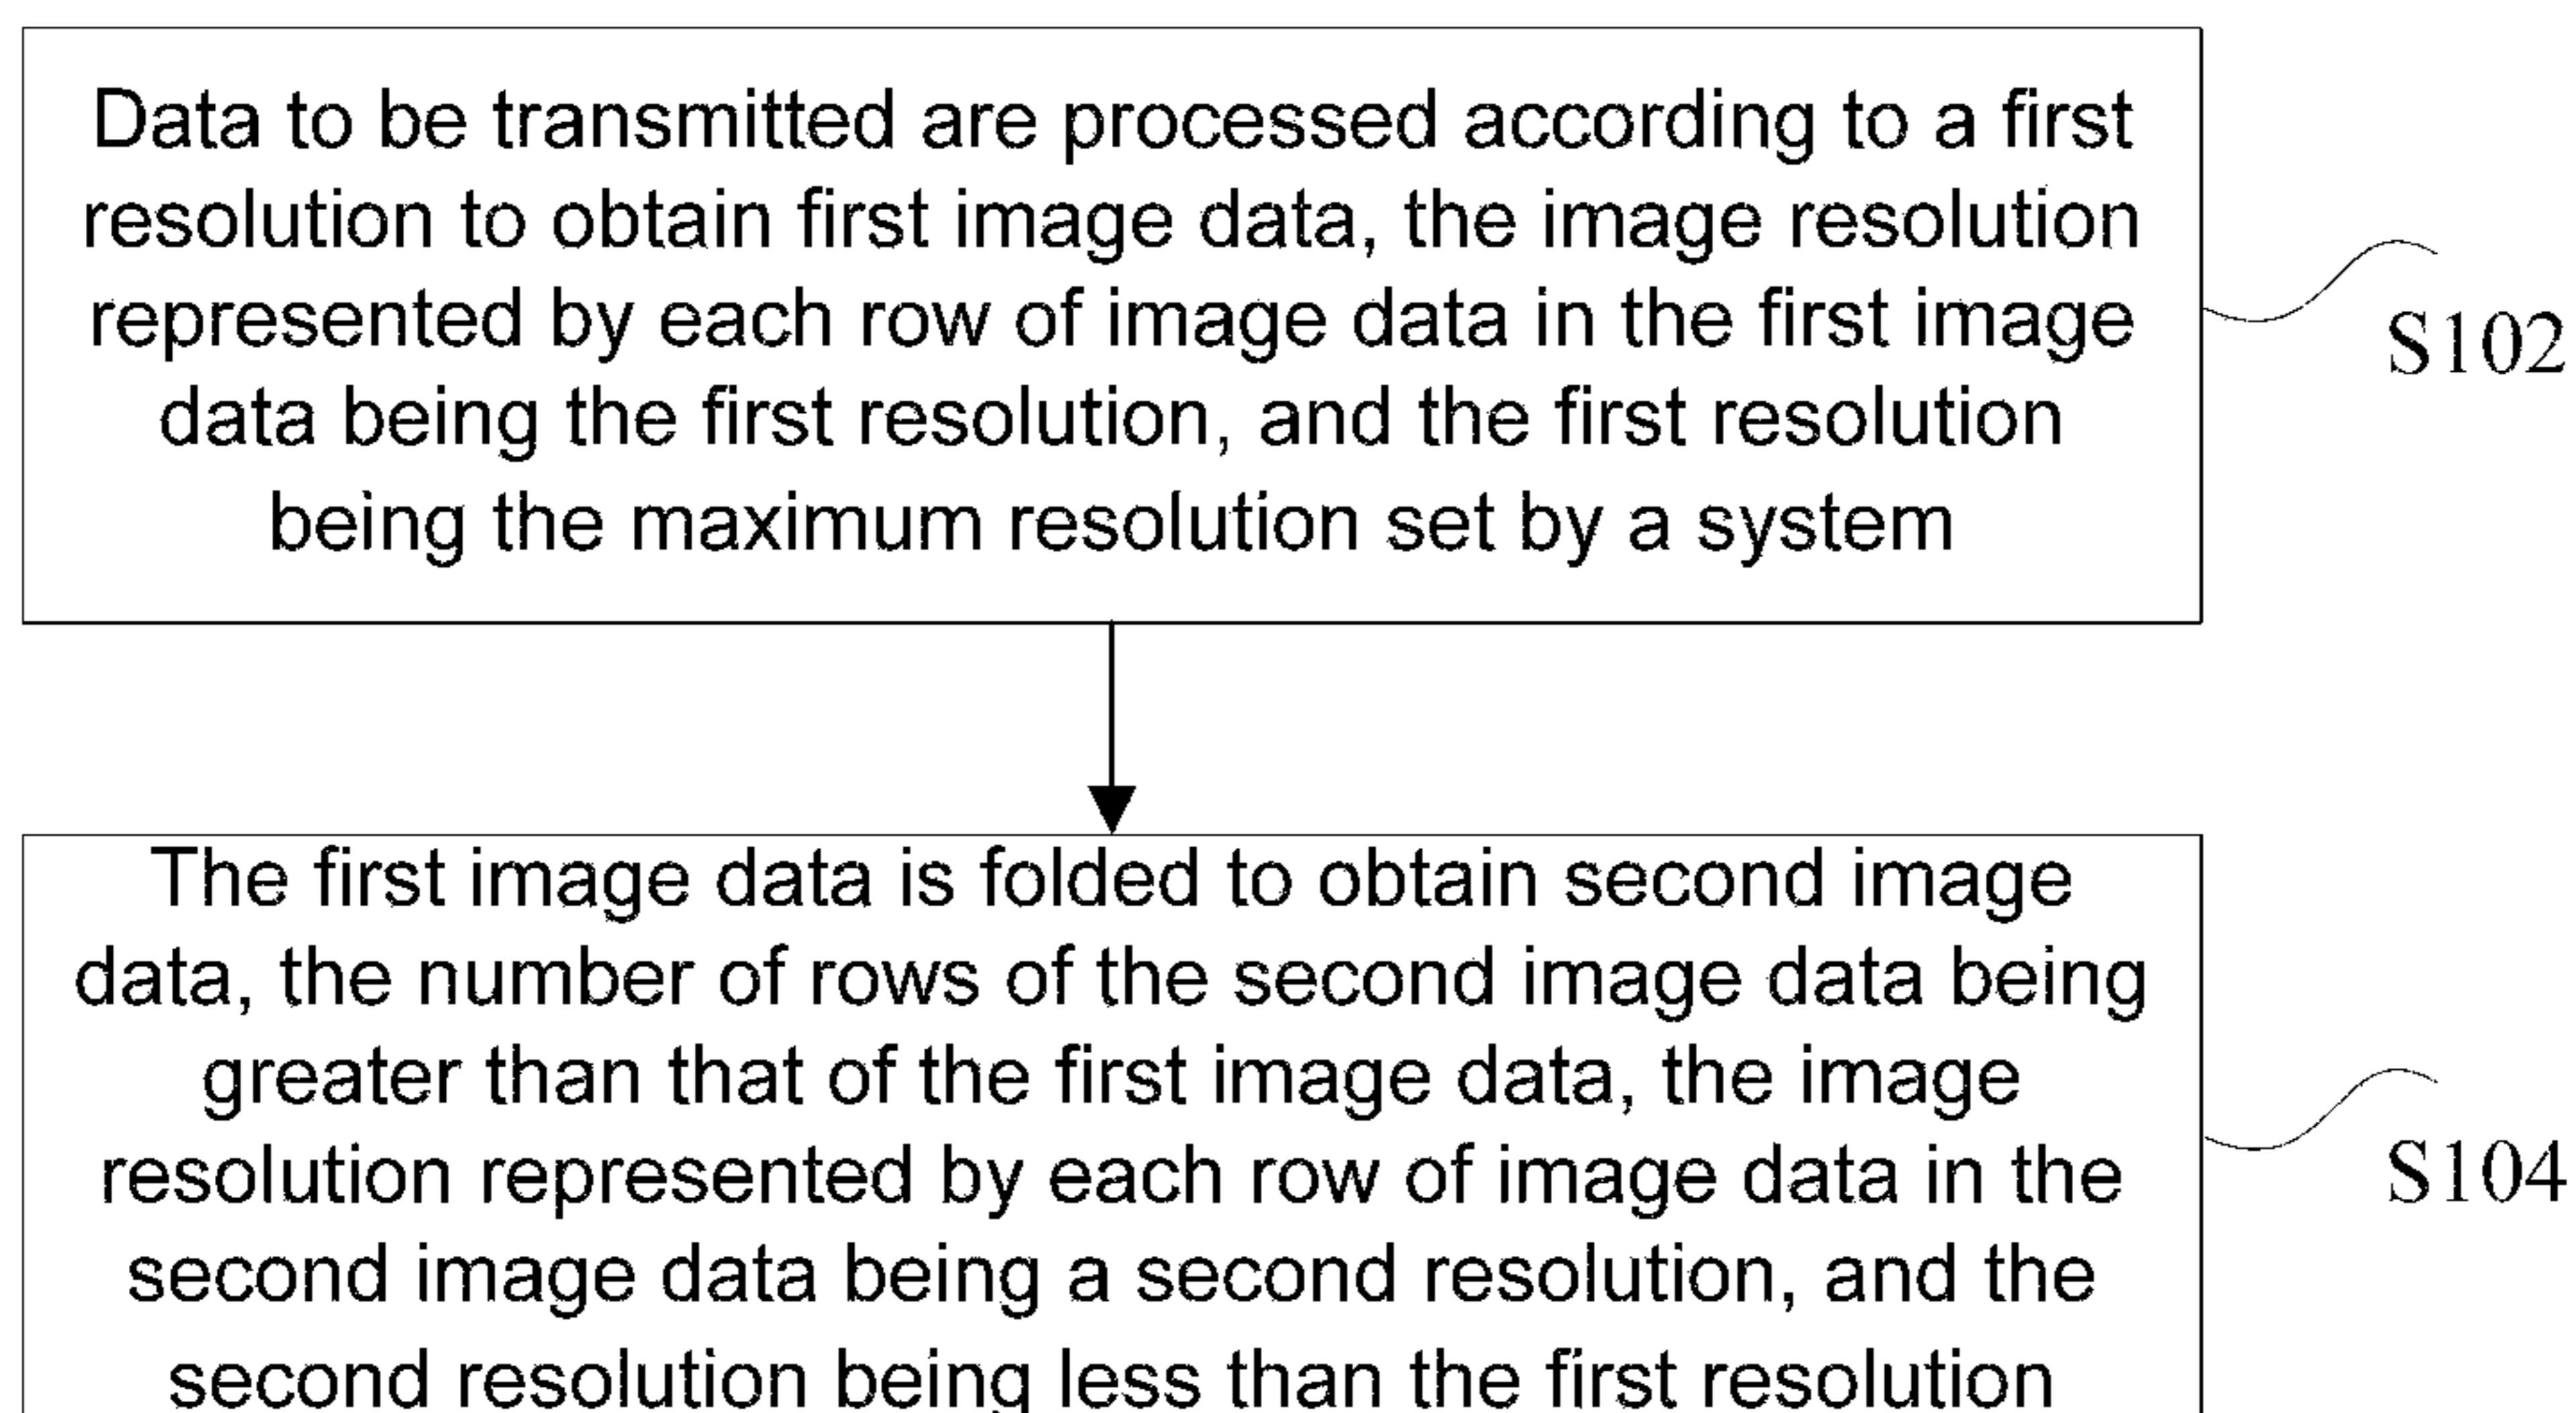 Data to be transmitted are processed according to a first
resolution to obtain first image data, the image resolution
represented by each row of image data in the first image
data being the first resolution, and the first resolution
being the maximum resolution set by a system
S102
The first image data is folded to obtain second image
data, the number of rows of the second image data being
greater than that of the first image data, the image
resolution represented by each row of image data in the
second image data being a second resolution, and the
second resolution being less than the first resolution
S104